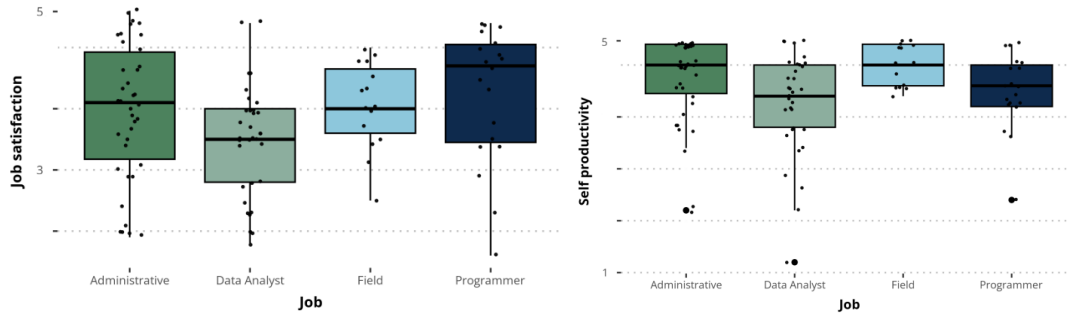 5
3
Job satisfaction
Administrative
Data Analyst
Field
Programmer
Job
5
1
Self productivity
Administrative
Data Analyst
Field
Programmer
Job